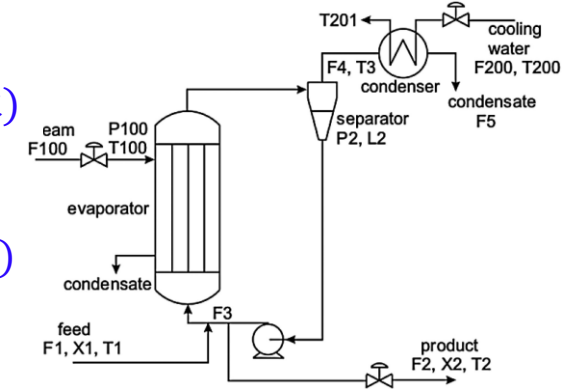 T201
cooling
water
F200, T200
F4, T3
condenser
condensate
F5
separator
P2, L2
)
eam
F100
P100
T100
evaporator
)
condensate
F3
feed
F1, X1, T1
product
F2, X2, T2